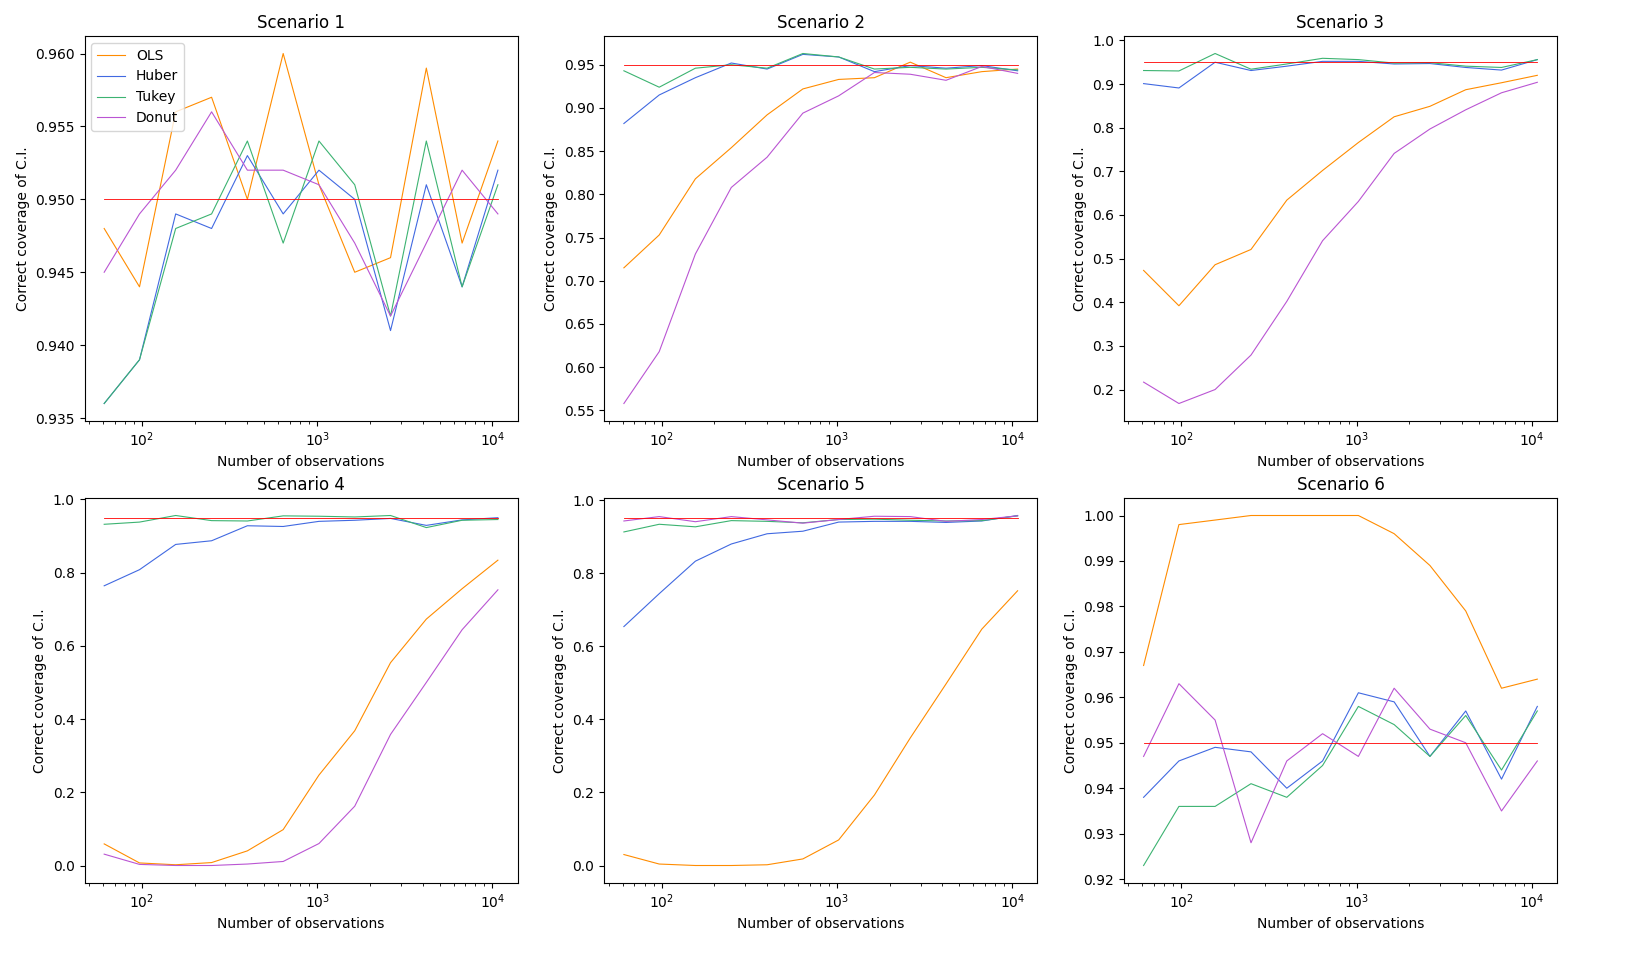 Scenario 1
Correct coverage of C.I.
0.960
0.955
0.950
0.945
0.940
0.935
OLS
Huber
Tukey
Donut
10²
10³
10⁴
Number of observations
Scenario 2
Correct coverage of C.I.
0.95
0.90
0.85
0.80
0.75
0.70
0.65
0.60
0.55
10²
10³
10⁴
Number of observations
Scenario 3
Correct coverage of C.I.
1.0
0.9
0.8
0.7
0.6
0.5
0.4
0.3
0.2
10²
10³
10⁴
Number of observations
Scenario 4
Correct coverage of C.I.
1.0
0.8
0.6
0.4
0.2
0.0
10²
10³
10⁴
Number of observations
Scenario 5
Correct coverage of C.I.
1.0
0.8
0.6
0.4
0.2
0.0
10²
10³
10⁴
Number of observations
Scenario 6
Correct coverage of C.I.
1.00
0.99
0.98
0.97
0.96
0.95
0.94
0.93
0.92
10²
10³
10⁴
Number of observations